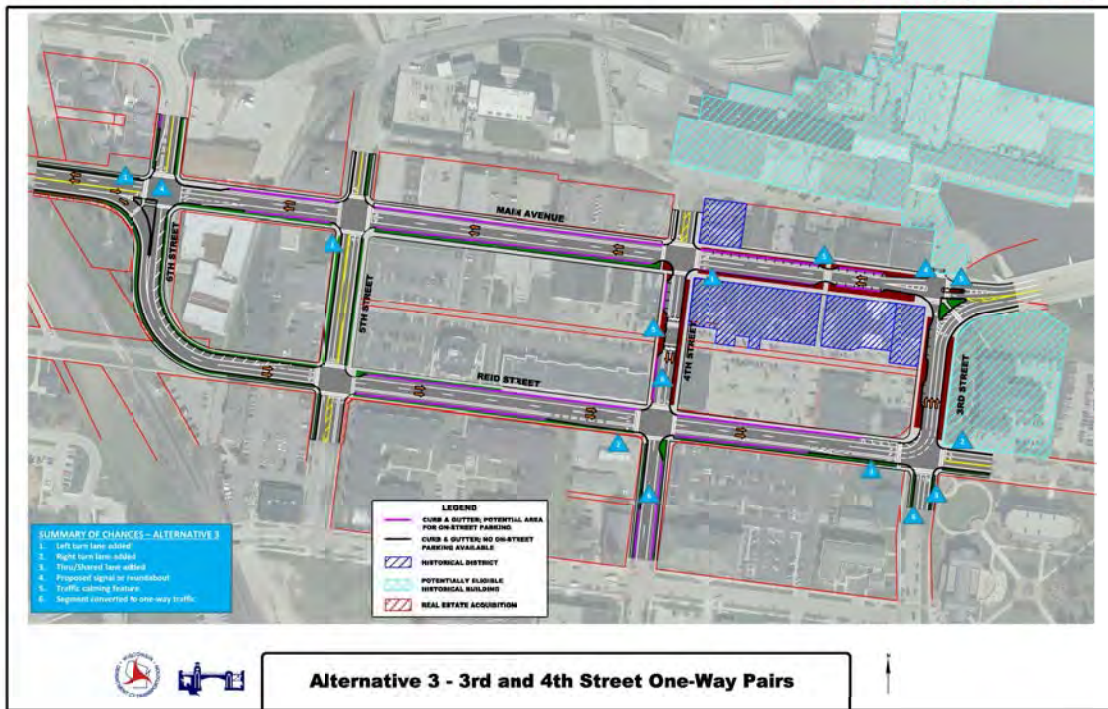 MAIN AVENUE
6TH STREET
5TH STREET
REID STREET
4TH STREET
3RD STREET
SUMMARY OF CHANCES – ALTERNATIVE 3
1. Left turn lane added
2. Right turn lane added
3. Thru/Shared lane added
4. Proposed signal or roundabout
5. Traffic calming feature
6. Segment converted to one-way traffic
LEGEND
CURB & GUTTER; POTENTIAL AREA
FOR ON-STREET PARKING
CURB & GUTTER; NO ON-STREET
PARKING AVAILABLE
HISTORICAL DISTRICT
POTENTIALLY ELIGIBLE
HISTORICAL BUILDING
REAL ESTATE ACQUISITION
Alternative 3 - 3rd and 4th Street One-Way Pairs